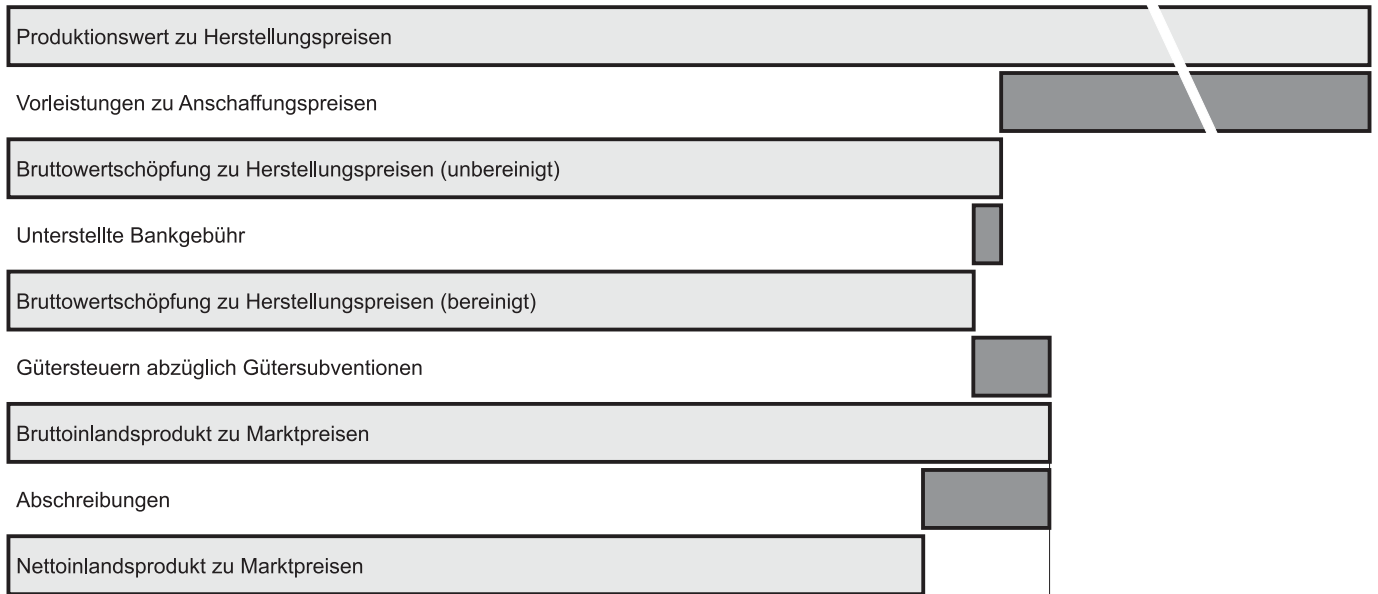 Produktionswert zu Herstellungspreisen
Vorleistungen zu Anschaffungspreisen
Bruttowertschöpfung zu Herstellungspreisen (unbereinigt)
Unterstellte Bankgebühr
Bruttowertschöpfung zu Herstellungspreisen (bereinigt)
Gütersteuern abzüglich Gütersubventionen
Bruttoinlandsprodukt zu Marktpreisen
Abschreibungen
Nettoinlandsprodukt zu Marktpreisen